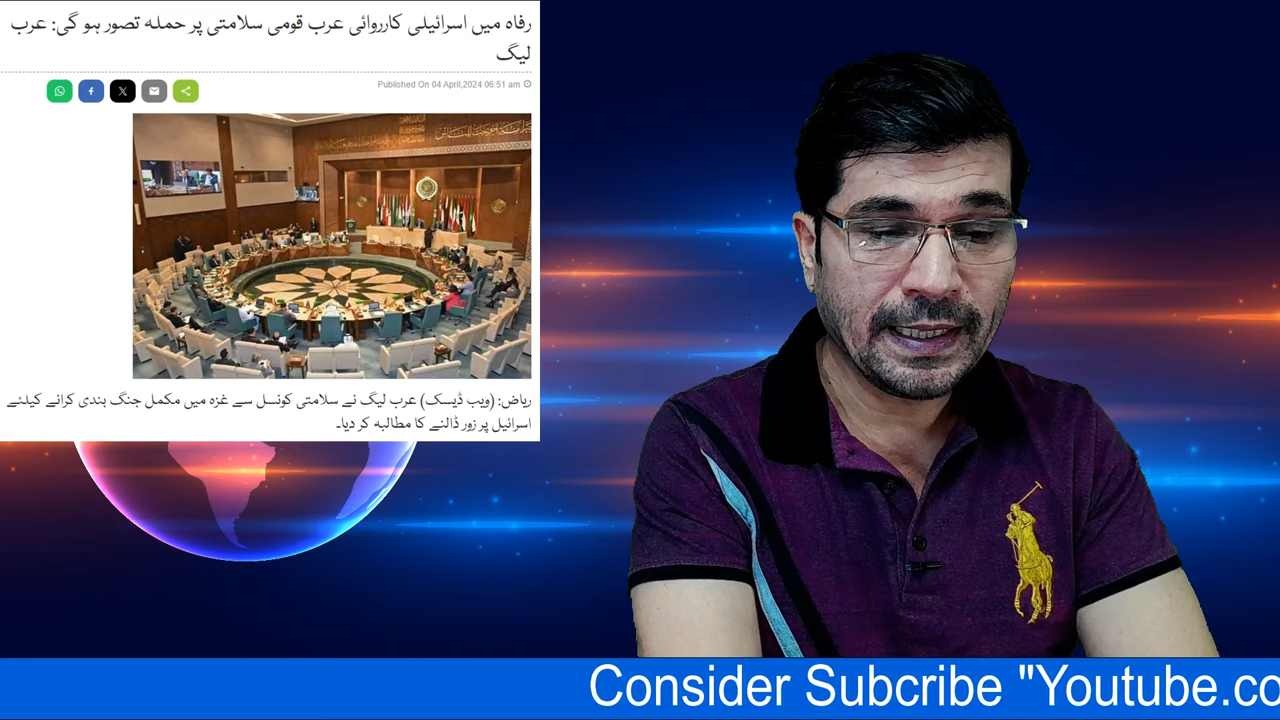 رفاہ میں اسرائیلی کارروائی عرب قومی سلامتی پر حملہ تصور ہو گی: عرب
لیگ
Published On 04 April,2024 06:51 am
ریاض: (ویب ڈیسک) عرب لیگ نے سلامتی کونسل سے غزہ میں مکمل جنگ بندی کرانے کیلئے
اسرائیل پر زور ڈالنے کا مطالبہ کر دیا۔
Consider Subcribe "Youtube.co